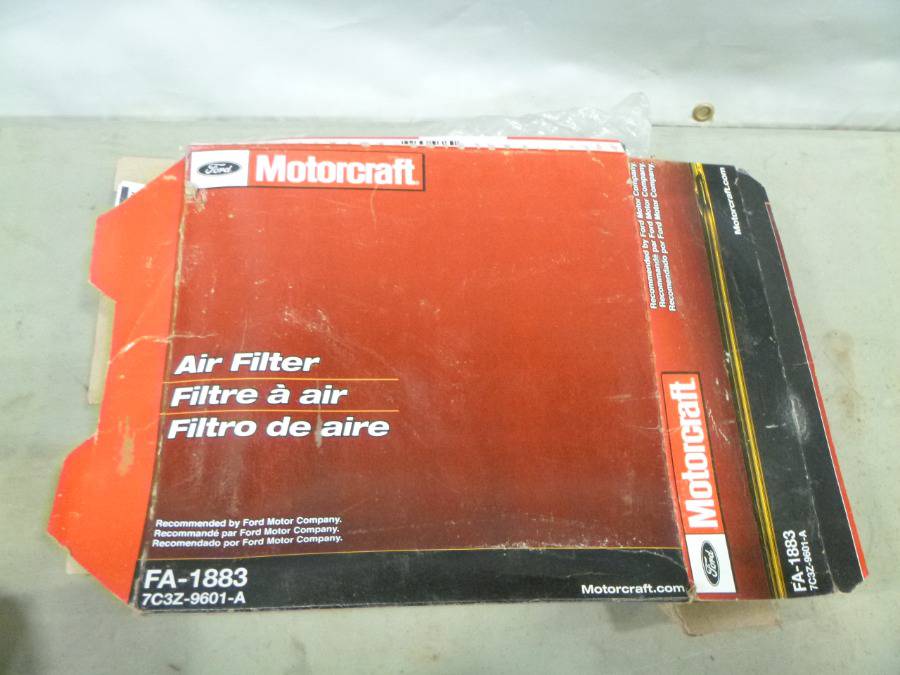 Ford
Motorcraft®
Air Filter
Filtre à air
Filtro de aire
Recommended by Ford Motor Company.
Recommandé par Ford Motor Company.
Recomendado por Ford Motor Company.
FA-1883
7C3Z-9601-A
Motorcraft.com
Recommended by Ford Motor Company.
Recommandé par Ford Motor Company.
Recomendado por Ford Motor Company.
Motorcraft®
Ford
Motorcraft.com
FA-1883
7C3Z-9601-A